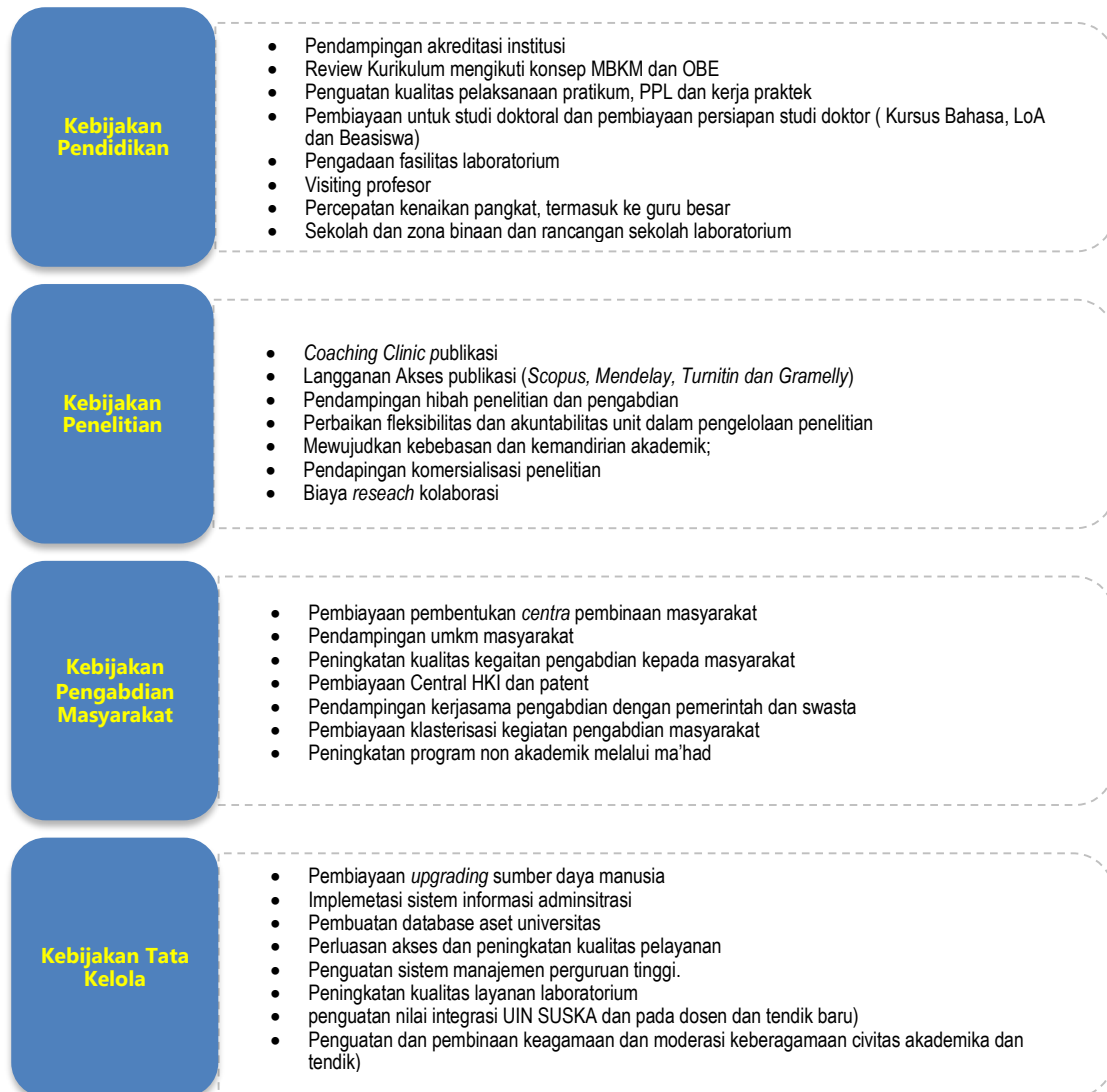 Kebijakan
Pendidikan
• Pendampingan akreditasi institusi
• Review Kurikulum mengikuti konsep MBKM dan OBE
• Penguatan kualitas pelaksanaan pratikum, PPL dan kerja praktek
• Pembiayaan untuk studi doktoral dan pembiayaan persiapan studi doktor ( Kursus Bahasa, LoA
dan Beasiswa)
• Pengadaan fasilitas laboratorium
• Visiting profesor
• Percepatan kenaikan pangkat, termasuk ke guru besar
• Sekolah dan zona binaan dan rancangan sekolah laboratorium
Kebijakan
Penelitian
• Coaching Clinic publikasi
• Langganan Akses publikasi (Scopus, Mendelay, Turnitin dan Gramelly)
• Pendampingan hibah penelitian dan pengabdian
• Perbaikan fleksibilitas dan akuntabilitas unit dalam pengelolaan penelitian
• Mewujudkan kebebasan dan kemandirian akademik;
• Pendapingan komersialisasi penelitian
• Biaya reseach kolaborasi
Kebijakan
Pengabdian
Masyarakat
• Pembiayaan pembentukan centra pembinaan masyarakat
• Pendampingan umkm masyarakat
• Peningkatan kualitas kegaitan pengabdian kepada masyarakat
• Pembiayaan Central HKI dan patent
• Pendampingan kerjasama pengabdian dengan pemerintah dan swasta
• Pembiayaan klasterisasi kegiatan pengabdian masyarakat
• Peningkatan program non akademik melalui ma’had
Kebijakan Tata
Kelola
• Pembiayaan upgrading sumber daya manusia
• Implemetasi sistem informasi adminsitrasi
• Pembuatan database aset universitas
• Perluasan akses dan peningkatan kualitas pelayanan
• Penguatan sistem manajemen perguruan tinggi.
• Peningkatan kualitas layanan laboratorium
• penguatan nilai integrasi UIN SUSKA dan pada dosen dan tendik baru)
• Penguatan dan pembinaan keagamaan dan moderasi keberagamaan civitas akademika dan
tendik)